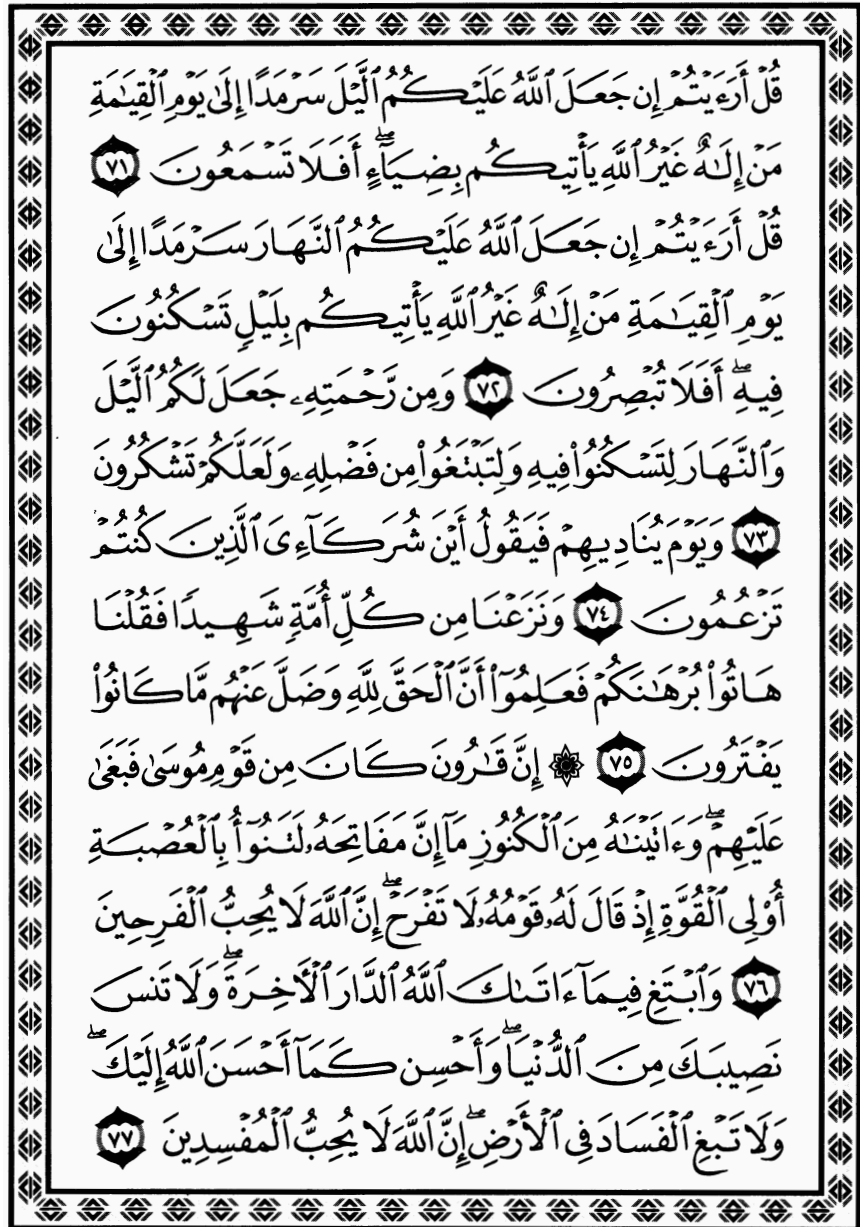 قُلْ أَرَءَيْتُمْ إِن جَعَلَ ٱللَّهُ عَلَيْكُمُ ٱلَّيْلَ سَرْمَدًا إِلَىٰ يَوْمِ ٱلْقِيَٰمَةِ
مَنْ إِلَٰهٌ غَيْرُ ٱللَّهِ يَأْتِيكُم بِضِيَآءٍ ۖ أَفَلَا تَسْمَعُونَ ٧١
قُلْ أَرَءَيْتُمْ إِن جَعَلَ ٱللَّهُ عَلَيْكُمُ ٱلنَّهَارَ سَرْمَدًا إِلَىٰ
يَوْمِ ٱلْقِيَٰمَةِ مَنْ إِلَٰهٌ غَيْرُ ٱللَّهِ يَأْتِيكُم بِلَيْلٍ تَسْكُنُونَ
فِيهِ ۖ أَفَلَا تُبْصِرُونَ ٧٢ وَمِن رَّحْمَتِهِۦ جَعَلَ لَكُمُ ٱلَّيْلَ
وَٱلنَّهَارَ لِتَسْكُنُوا۟ فِيهِ وَلِتَبْتَغُوا۟ مِن فَضْلِهِۦ وَلَعَلَّكُمْ تَشْكُرُونَ
٧٣ وَيَوْمَ يُنَادِيهِمْ فَيَقُولُ أَيْنَ شُرَكَآءِىَ ٱلَّذِينَ كُنتُمْ
تَزْعُمُونَ ٧٤ وَنَزَعْنَا مِن كُلِّ أُمَّةٍ شَهِيدًا فَقُلْنَا
هَاتُوا۟ بُرْهَٰنَكُمْ فَعَلِمُوٓا۟ أَنَّ ٱلْحَقَّ لِلَّهِ وَضَلَّ عَنْهُم مَّا كَانُوا۟
يَفْتَرُونَ ٧٥ ۞ إِنَّ قَٰرُونَ كَانَ مِن قَوْمِ مُوسَىٰ فَبَغَىٰ
عَلَيْهِمْ ۖ وَءَاتَيْنَٰهُ مِنَ ٱلْكُنُوزِ مَآ إِنَّ مَفَاتِحَهُۥ لَتَنُوٓأُ بِٱلْعُصْبَةِ
أُو۟لِى ٱلْقُوَّةِ إِذْ قَالَ لَهُۥ قَوْمُهُۥ لَا تَفْرَحْ ۖ إِنَّ ٱللَّهَ لَا يُحِبُّ ٱلْفَرِحِينَ
٧٦ وَٱبْتَغِ فِيمَآ ءَاتَىٰكَ ٱللَّهُ ٱلدَّارَ ٱلْءَاخِرَةَ ۖ وَلَا تَنسَ
نَصِيبَكَ مِنَ ٱلدُّنْيَا ۖ وَأَحْسِن كَمَآ أَحْسَنَ ٱللَّهُ إِلَيْكَ ۖ
وَلَا تَبْغِ ٱلْفَسَادَ فِى ٱلْأَرْضِ ۖ إِنَّ ٱللَّهَ لَا يُحِبُّ ٱلْمُفْسِدِينَ ٧٧